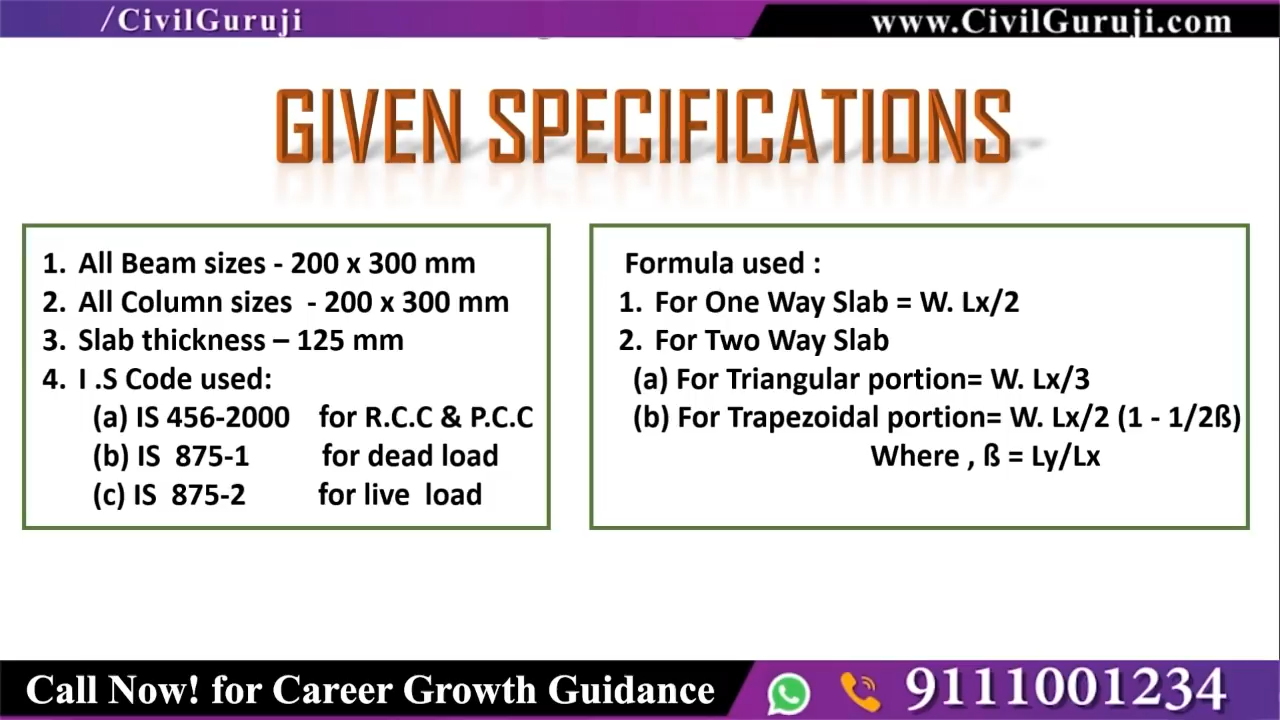 /CivilGuruji
www.CivilGuruji.com
GIVEN SPECIFICATIONS
1. All Beam sizes - 200 x 300 mm
2. All Column sizes - 200 x 300 mm
3. Slab thickness – 125 mm
4. I .S Code used:
(a) IS 456-2000 for R.C.C & P.C.C
(b) IS 875-1 for dead load
(c) IS 875-2 for live load
Formula used :
1. For One Way Slab = W. Lx/2
2. For Two Way Slab
(a) For Triangular portion= W. Lx/3
(b) For Trapezoidal portion= W. Lx/2 (1 - 1/2ß)
Where , ß = Ly/Lx
Call Now! for Career Growth Guidance
9111001234